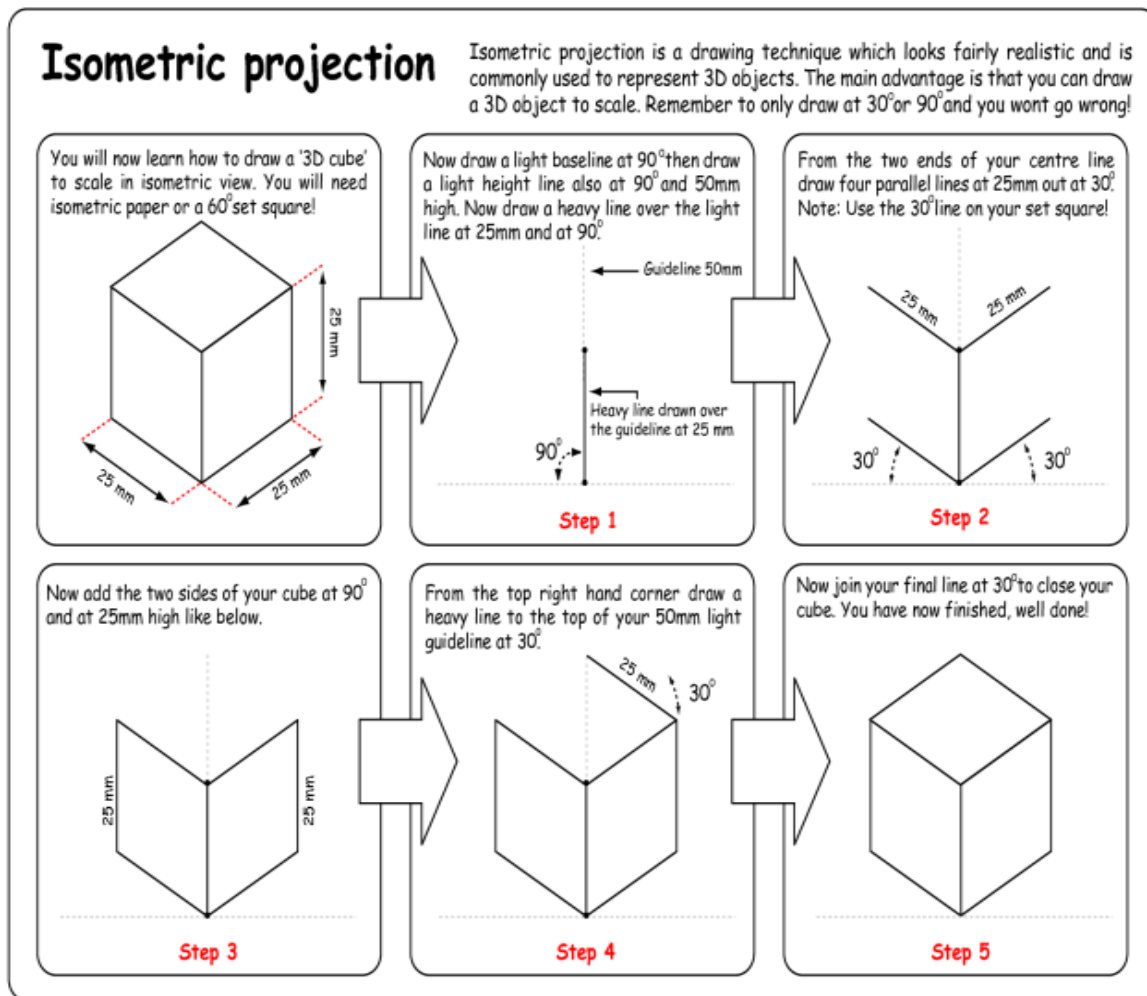 Isometric projection
Isometric projection is a drawing technique which looks fairly realistic and is
commonly used to represent 3D objects. The main advantage is that you can draw
a 3D object to scale. Remember to only draw at 30° or 90° and you wont go wrong!
You will now learn how to draw a '3D cube'
to scale in isometric view. You will need
isometric paper or a 60° set square!
25 mm
25 mm
25 mm
Now draw a light baseline at 90° then draw
a light height line also at 90° and 50mm
high. Now draw a heavy line over the light
line at 25mm and at 90°.
Guideline 50mm
Heavy line drawn over
the guideline at 25 mm
90°
Step 1
From the two ends of your centre line
draw four parallel lines at 25mm out at 30°.
Note: Use the 30° line on your set square!
25 mm
25 mm
30°
30°
Step 2
Now add the two sides of your cube at 90°
and at 25mm high like below.
25 mm
25 mm
Step 3
From the top right hand corner draw a
heavy line to the top of your 50mm light
guideline at 30°.
25 mm
30°
Step 4
Now join your final line at 30° to close your
cube. You have now finished, well done!
Step 5